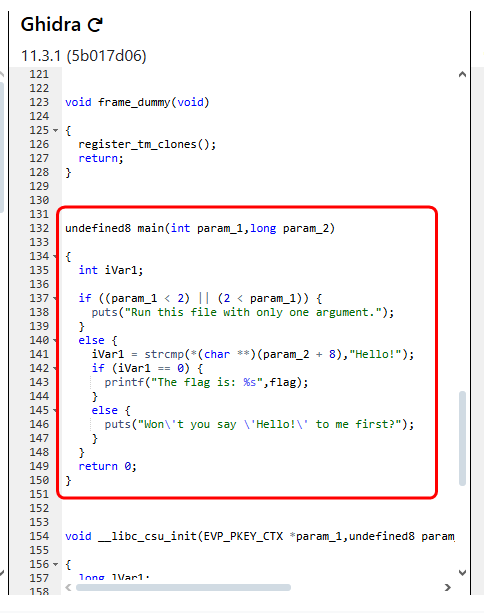 Ghidra
11.3.1 (5b017d06)
121
122
123 void frame_dummy(void)
124
125 {
126   register_tm_clones();
127   return;
128 }
129
130
131
132 undefined8 main(int param_1,long param_2)
133
134 {
135   int iVar1;
136
137   if ((param_1 < 2) || (2 < param_1)) {
138     puts("Run this file with only one argument.");
139   }
140   else {
141     iVar1 = strcmp(*(char **)(param_2 + 8),"Hello!");
142     if (iVar1 == 0) {
143       printf("The flag is: %s",flag);
144     }
145     else {
146       puts("Won\'t you say \'Hello!\' to me first?");
147     }
148   }
149   return 0;
150 }
151
152
153
154 void __libc_csu_init(EVP_PKEY_CTX *param_1,undefined8 param_
155
156 {
157   long lVar1;
158